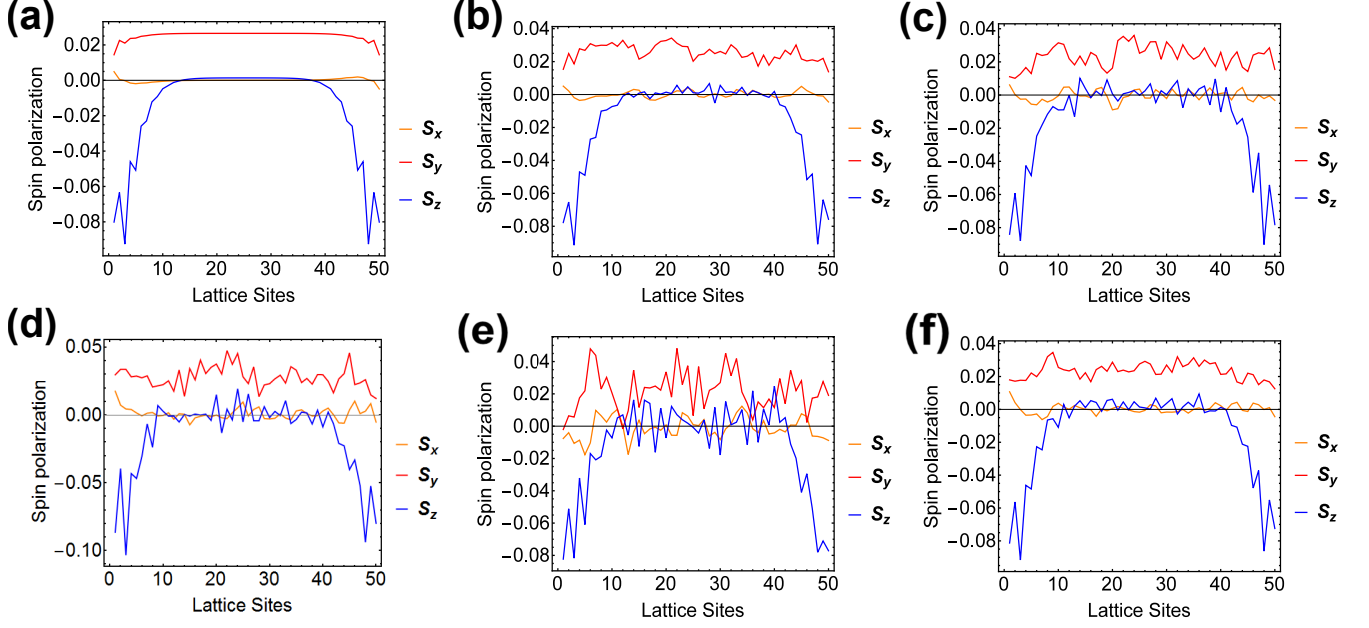 (a)
Spin polarization
0.02
0.00
−0.02
−0.04
−0.06
−0.08
0 10 20 30 40 50
Lattice Sites
Sx
Sy
Sz
(b)
Spin polarization
0.04
0.02
0.00
−0.02
−0.04
−0.06
−0.08
0 10 20 30 40 50
Lattice Sites
Sx
Sy
Sz
(c)
Spin polarization
0.04
0.02
0.00
−0.02
−0.04
−0.06
−0.08
0 10 20 30 40 50
Lattice Sites
Sx
Sy
Sz
(d)
Spin polarization
0.05
0.00
−0.05
−0.10
0 10 20 30 40 50
Lattice Sites
Sx
Sy
Sz
(e)
Spin polarization
0.04
0.02
0.00
−0.02
−0.04
−0.06
−0.08
0 10 20 30 40 50
Lattice Sites
Sx
Sy
Sz
(f)
Spin polarization
0.04
0.02
0.00
−0.02
−0.04
−0.06
−0.08
0 10 20 30 40 50
Lattice Sites
Sx
Sy
Sz